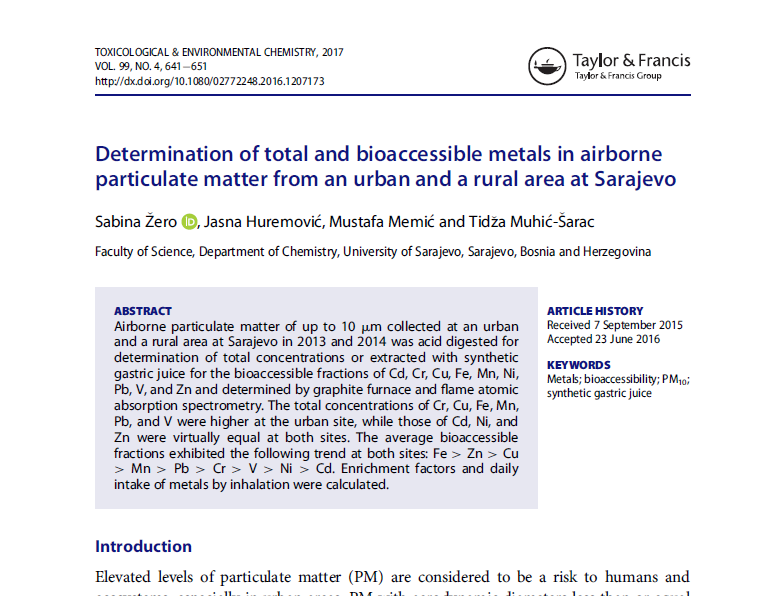 TOXICOLOGICAL & ENVIRONMENTAL CHEMISTRY, 2017
VOL. 99, NO. 4, 641–651
http://dx.doi.org/10.1080/02772248.2016.1207173
Taylor & Francis
Taylor & Francis Group
Determination of total and bioaccessible metals in airborne
particulate matter from an urban and a rural area at Sarajevo
Sabina Žero iD, Jasna Huremović, Mustafa Memić and Tidža Muhić-Šarac
Faculty of Science, Department of Chemistry, University of Sarajevo, Sarajevo, Bosnia and Herzegovina
ABSTRACT
Airborne particulate matter of up to 10 μm collected at an urban
and a rural area at Sarajevo in 2013 and 2014 was acid digested for
determination of total concentrations or extracted with synthetic
gastric juice for the bioaccessible fractions of Cd, Cr, Cu, Fe, Mn, Ni,
Pb, V, and Zn and determined by graphite furnace and flame atomic
absorption spectrometry. The total concentrations of Cr, Cu, Fe, Mn,
Pb, and V were higher at the urban site, while those of Cd, Ni, and
Zn were virtually equal at both sites. The average bioaccessible
fractions exhibited the following trend at both sites: Fe > Zn > Cu
> Mn > Pb > Cr > V > Ni > Cd. Enrichment factors and daily
intake of metals by inhalation were calculated.
ARTICLE HISTORY
Received 7 September 2015
Accepted 23 June 2016
KEYWORDS
Metals; bioaccessibility; PM10;
synthetic gastric juice
Introduction
Elevated levels of particulate matter (PM) are considered to be a risk to humans and